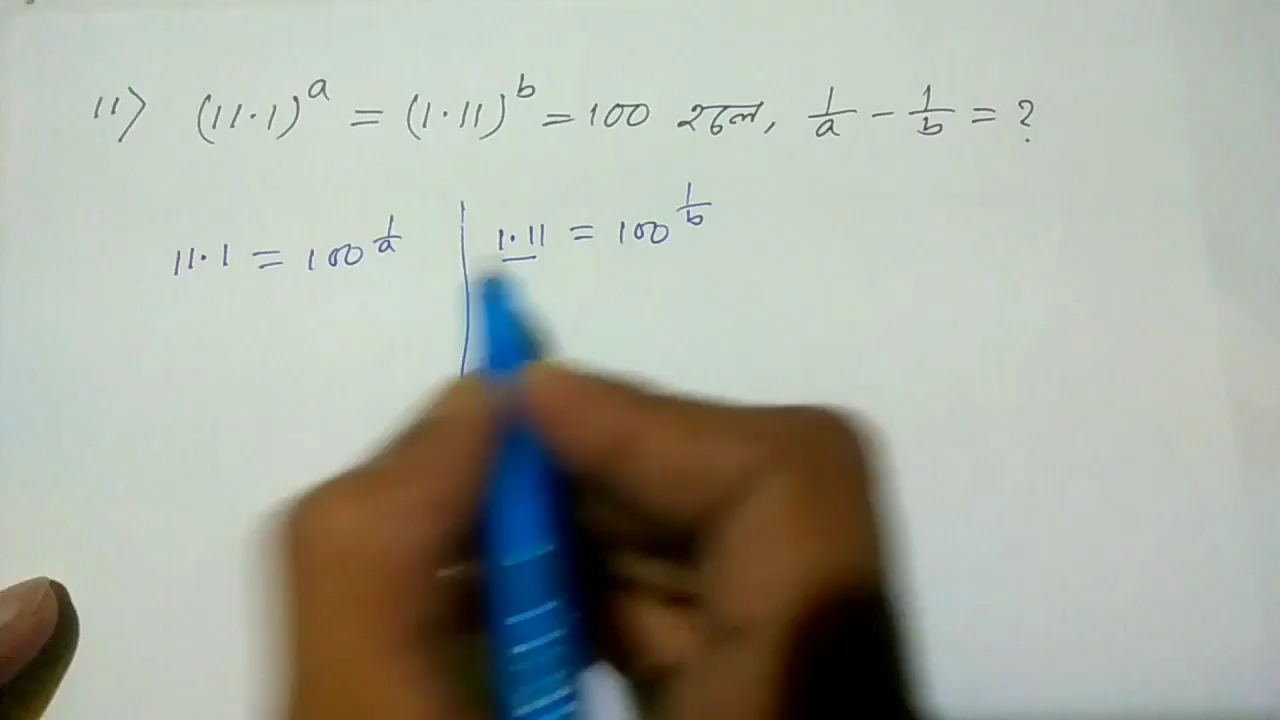 11) (11·1)^a = (1·11)^b = 100 হলে, 1/a - 1/b = ?
11·1 = 100^(1/a) | 1·11 = 100^(1/b)